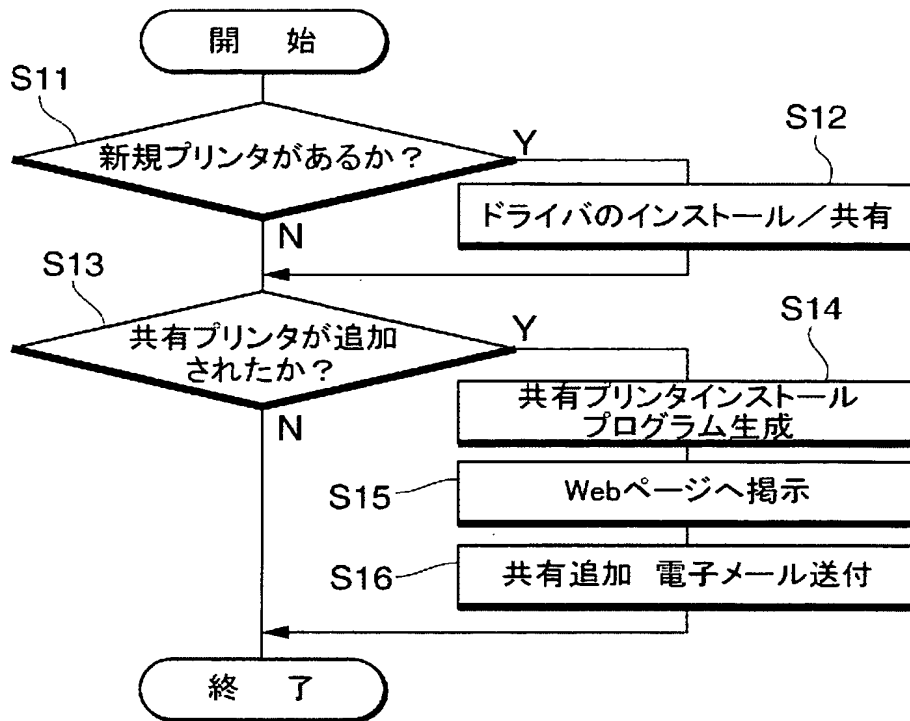 開 始
S11
新規プリンタがあるか？
Y
S12
ドライバのインストール／共有
N
S13
共有プリンタが追加
されたか？
Y
S14
共有プリンタインストール
プログラム生成
N
S15
Webページへ掲示
S16
共有追加 電子メール送付
終 了